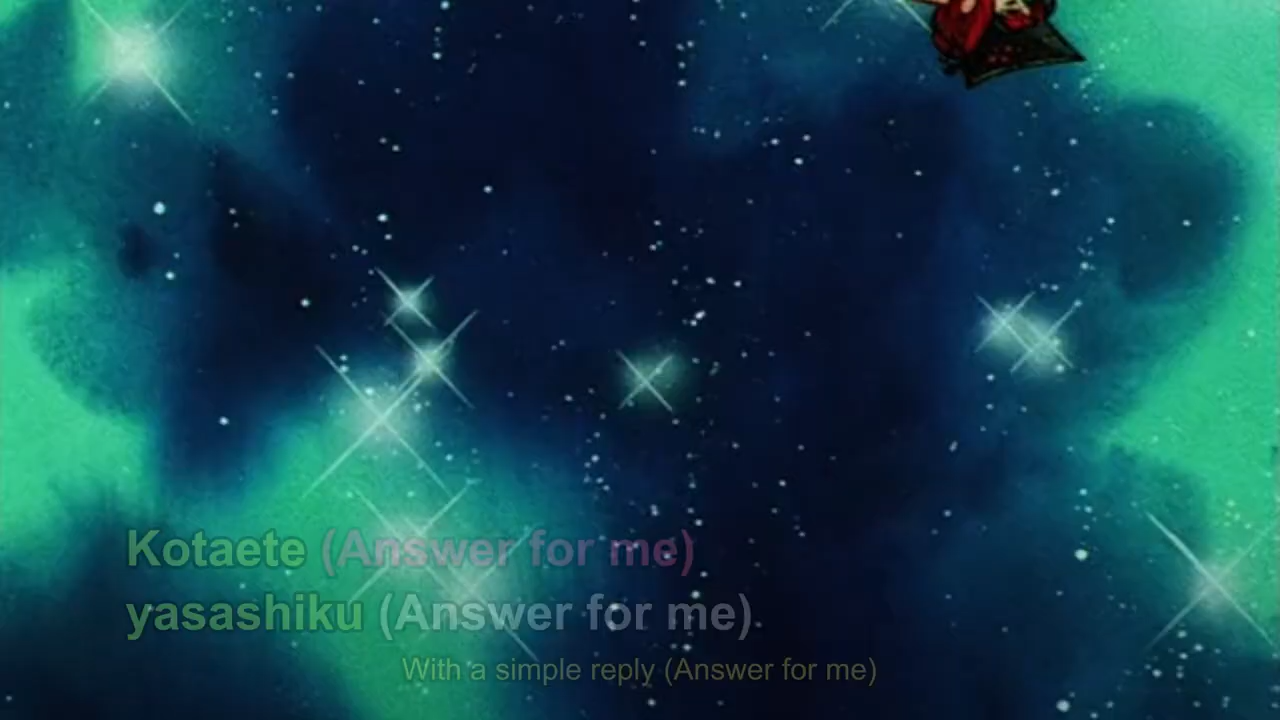 Kotaete (Answer for me)
yasashiku (Answer for me)
With a simple reply (Answer for me)